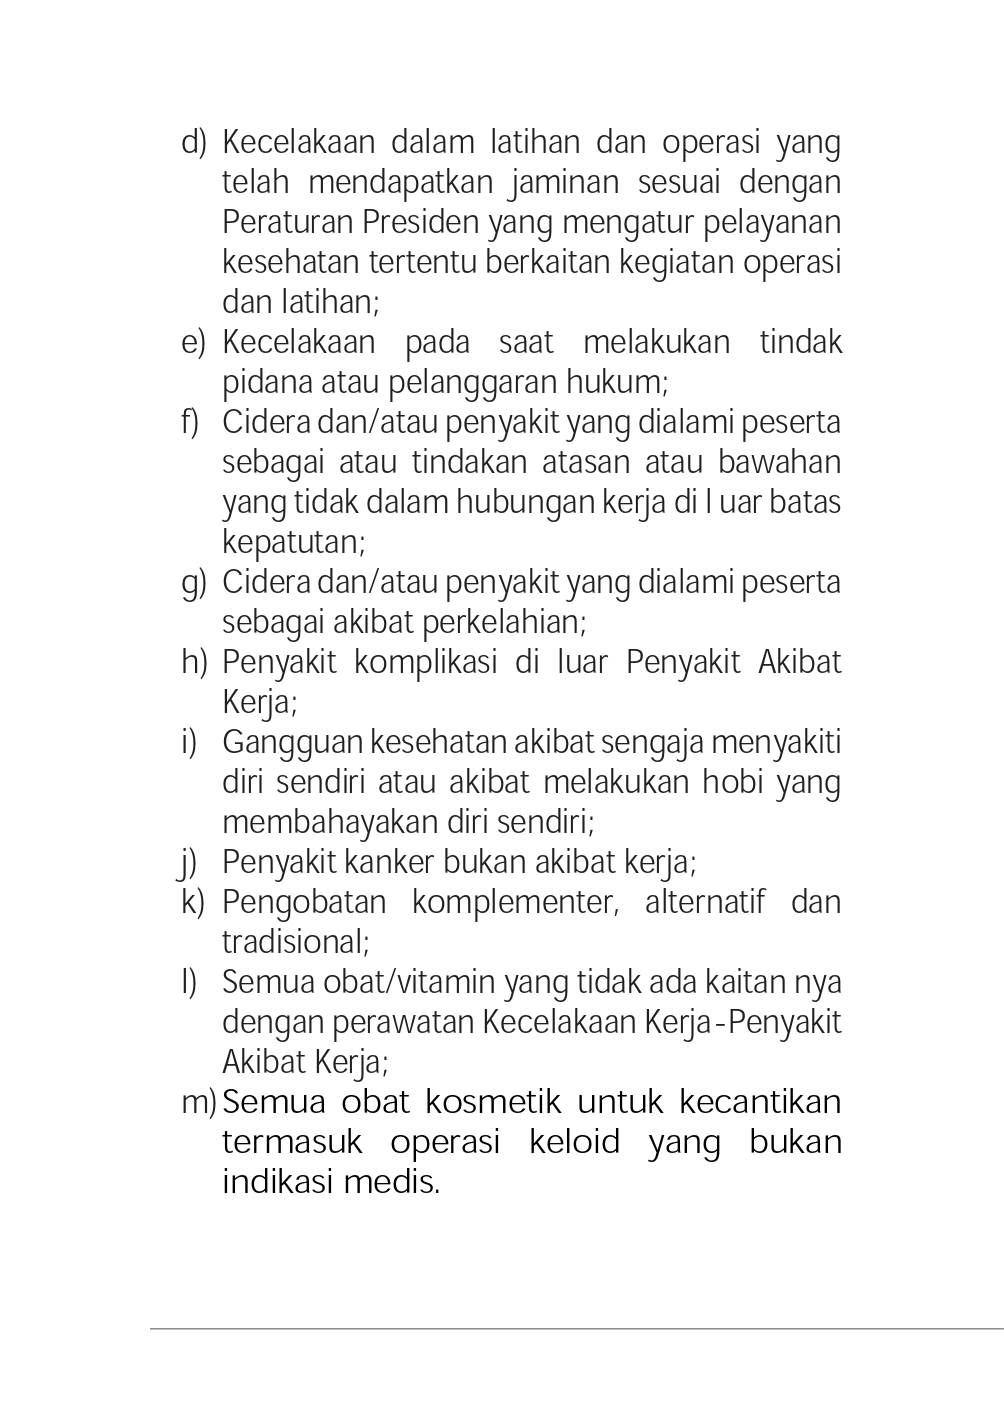 d) Kecelakaan dalam latihan dan operasi yang
telah mendapatkan jaminan sesuai dengan
Peraturan Presiden yang mengatur pelayanan
kesehatan tertentu berkaitan kegiatan operasi
dan latihan;
e) Kecelakaan pada saat melakukan tindak
pidana atau pelanggaran hukum;
f) Cidera dan/atau penyakit yang dialami peserta
sebagai atau tindakan atasan atau bawahan
yang tidak dalam hubungan kerja di l uar batas
kepatutan;
g) Cidera dan/atau penyakit yang dialami peserta
sebagai akibat perkelahian;
h) Penyakit komplikasi di luar Penyakit Akibat
Kerja;
i) Gangguan kesehatan akibat sengaja menyakiti
diri sendiri atau akibat melakukan hobi yang
membahayakan diri sendiri;
j) Penyakit kanker bukan akibat kerja;
k) Pengobatan komplementer, alternatif dan
tradisional;
l) Semua obat/vitamin yang tidak ada kaitan nya
dengan perawatan Kecelakaan Kerja-Penyakit
Akibat Kerja;
m) Semua obat kosmetik untuk kecantikan
termasuk operasi keloid yang bukan
indikasi medis.